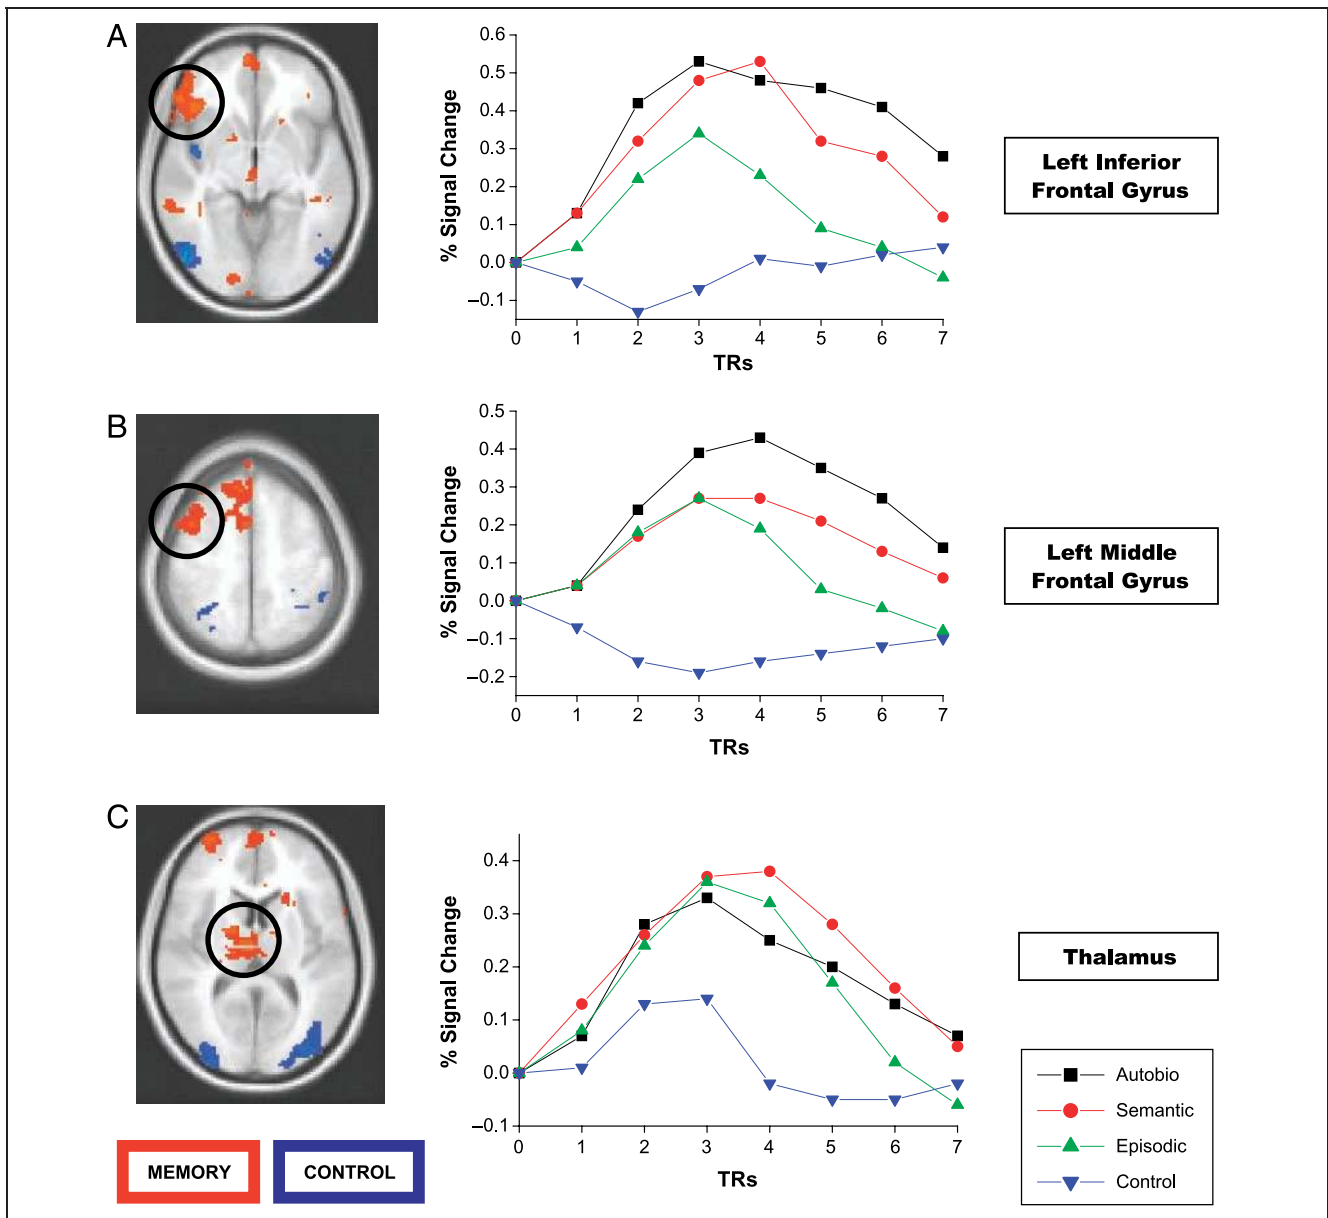 A
% Signal Change
0.6
0.5
0.4
0.3
0.2
0.1
0.0
–0.1
0 1 2 3 4 5 6 7
TRs
Left Inferior
Frontal Gyrus
B
% Signal Change
0.5
0.4
0.3
0.2
0.1
0.0
–0.1
–0.2
0 1 2 3 4 5 6 7
TRs
Left Middle
Frontal Gyrus
C
% Signal Change
0.4
0.3
0.2
0.1
0.0
–0.1
0 1 2 3 4 5 6 7
TRs
Thalamus
Autobio
Semantic
Episodic
Control
MEMORY
CONTROL